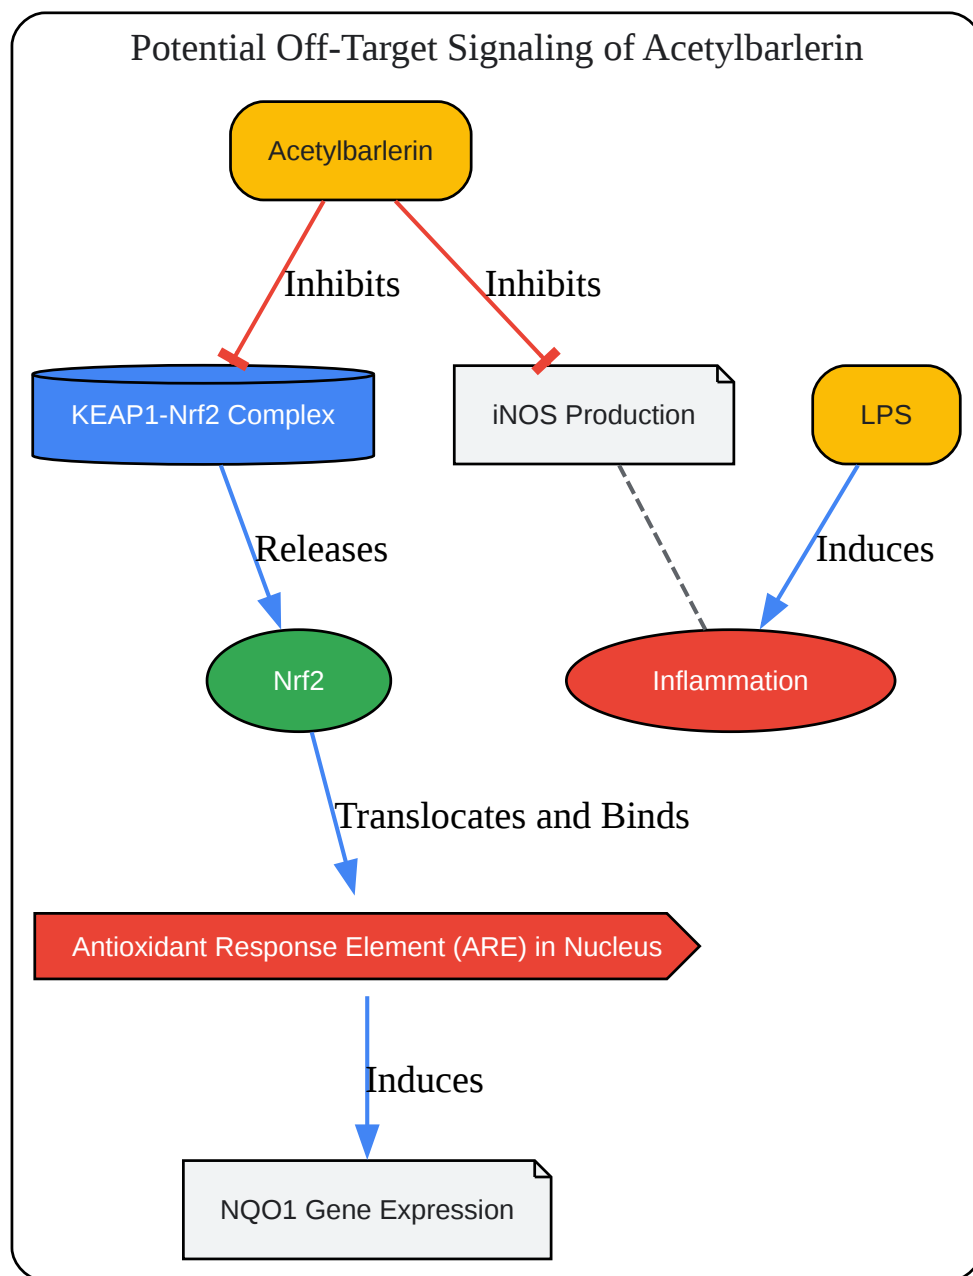 Potential Off-Target Signaling of Acetylbarlerin
Acetylbarlerin
Inhibits
Inhibits
KEAP1-Nrf2 Complex
iNOS Production
LPS
Releases
Induces
Nrf2
Inflammation
Translocates and Binds
Antioxidant Response Element (ARE) in Nucleus
Induces
NQO1 Gene Expression